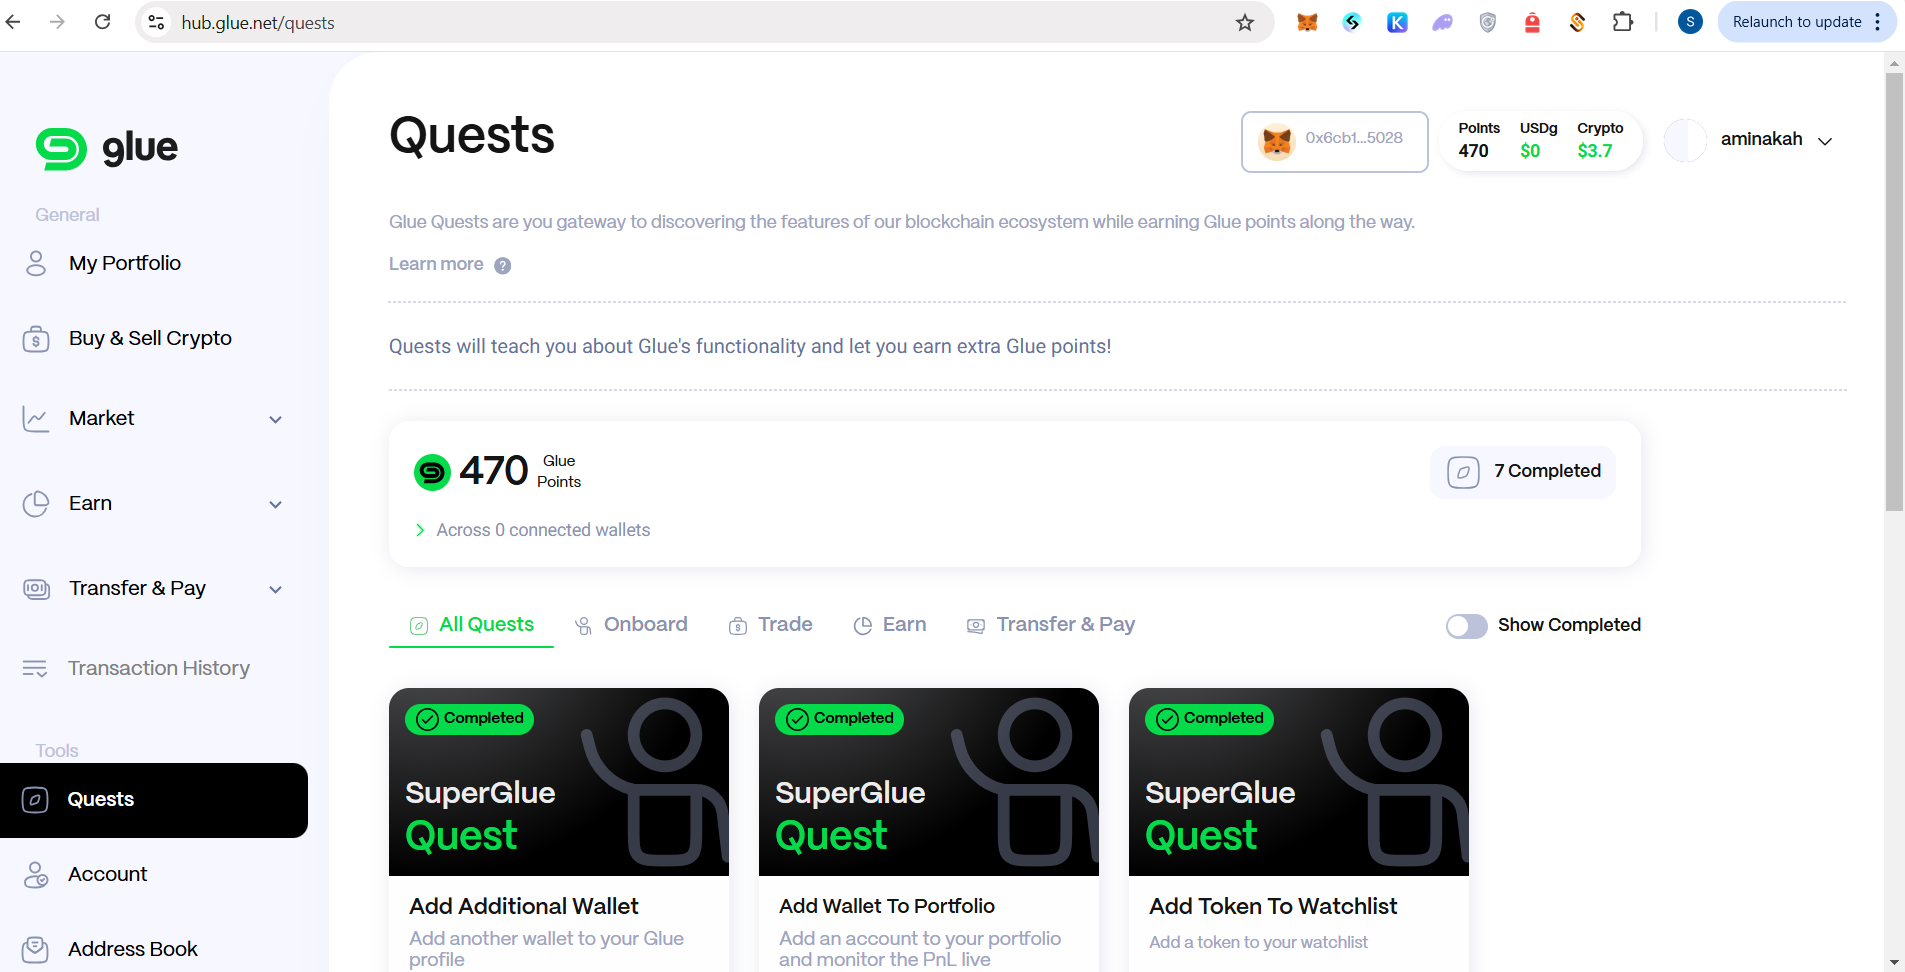 hub.glue.net/quests
S
Relaunch to update
glue
General
My Portfolio
Buy & Sell Crypto
Market
Earn
Transfer & Pay
Transaction History
Tools
Quests
Account
Address Book
Quests
0x6cb1...5028
Points USDg Crypto
470 $0 $3.7
aminakah
Glue Quests are you gateway to discovering the features of our blockchain ecosystem while earning Glue points along the way.
Learn more ?
Quests will teach you about Glue's functionality and let you earn extra Glue points!
470 Glue
Points
7 Completed
Across 0 connected wallets
All Quests Onboard Trade Earn Transfer & Pay Show Completed
Completed
SuperGlue
Quest
Add Additional Wallet
Add another wallet to your Glue
profile
Completed
SuperGlue
Quest
Add Wallet To Portfolio
Add an account to your portfolio
and monitor the PnL live
Completed
SuperGlue
Quest
Add Token To Watchlist
Add a token to your watchlist